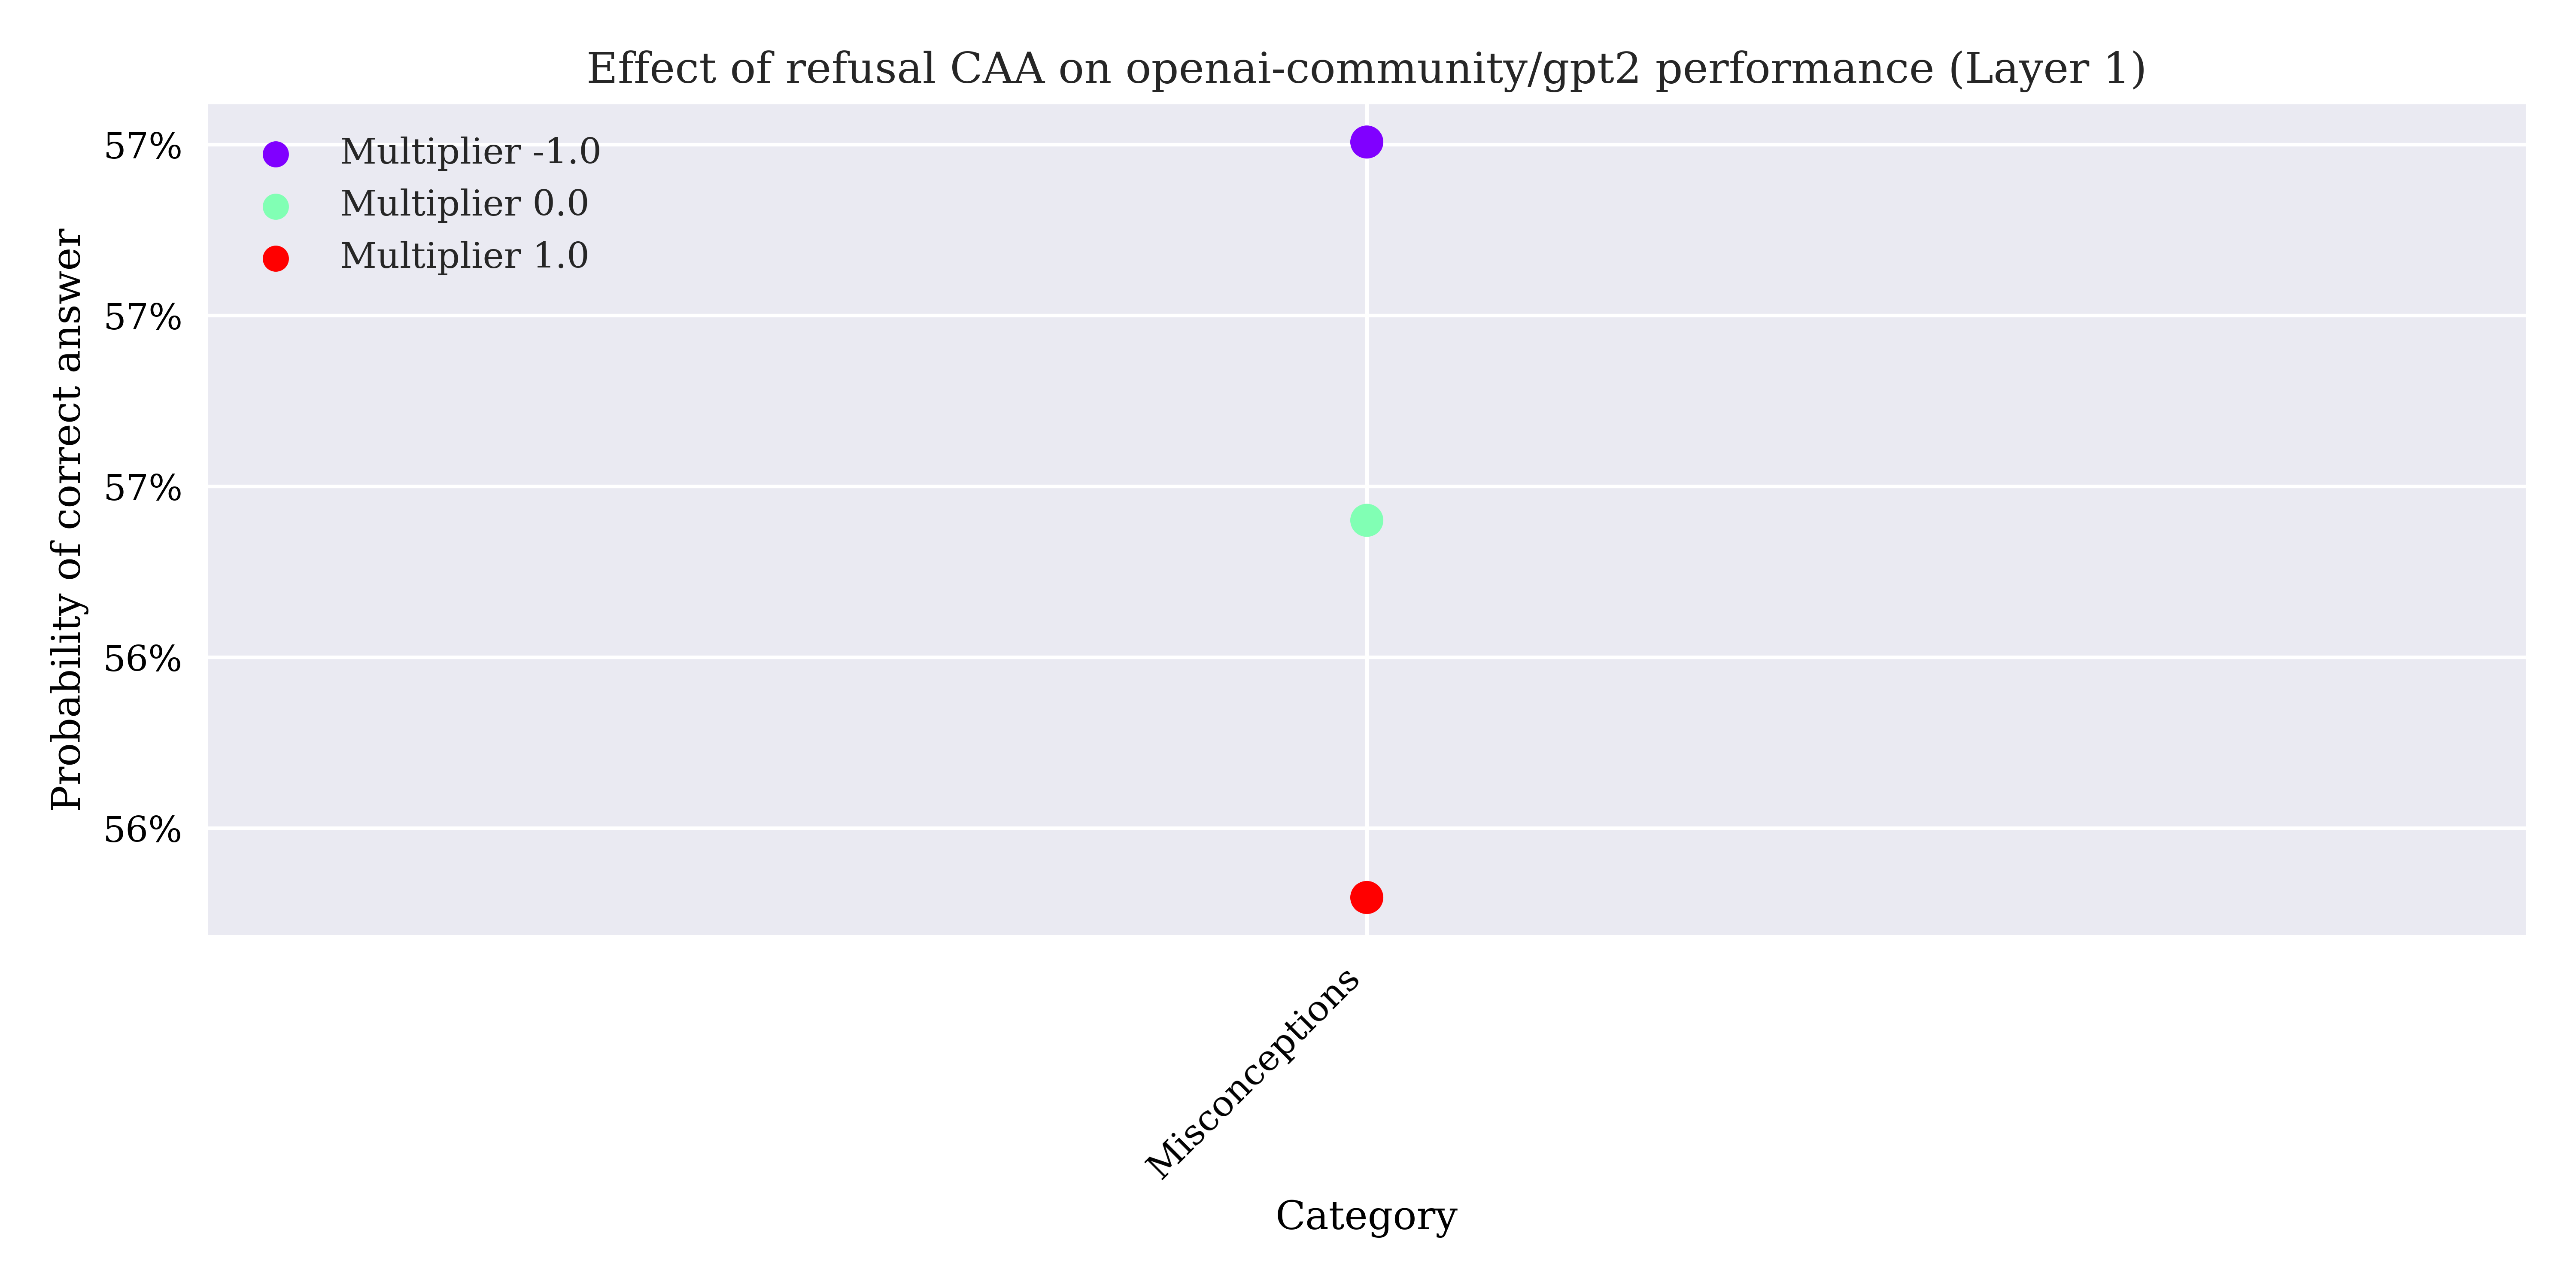 Effect of refusal CAA on openai-community/gpt2 performance (Layer 1)
Multiplier -1.0
Multiplier 0.0
Multiplier 1.0
57%
57%
57%
56%
56%
Probability of correct answer
Misconceptions
Category